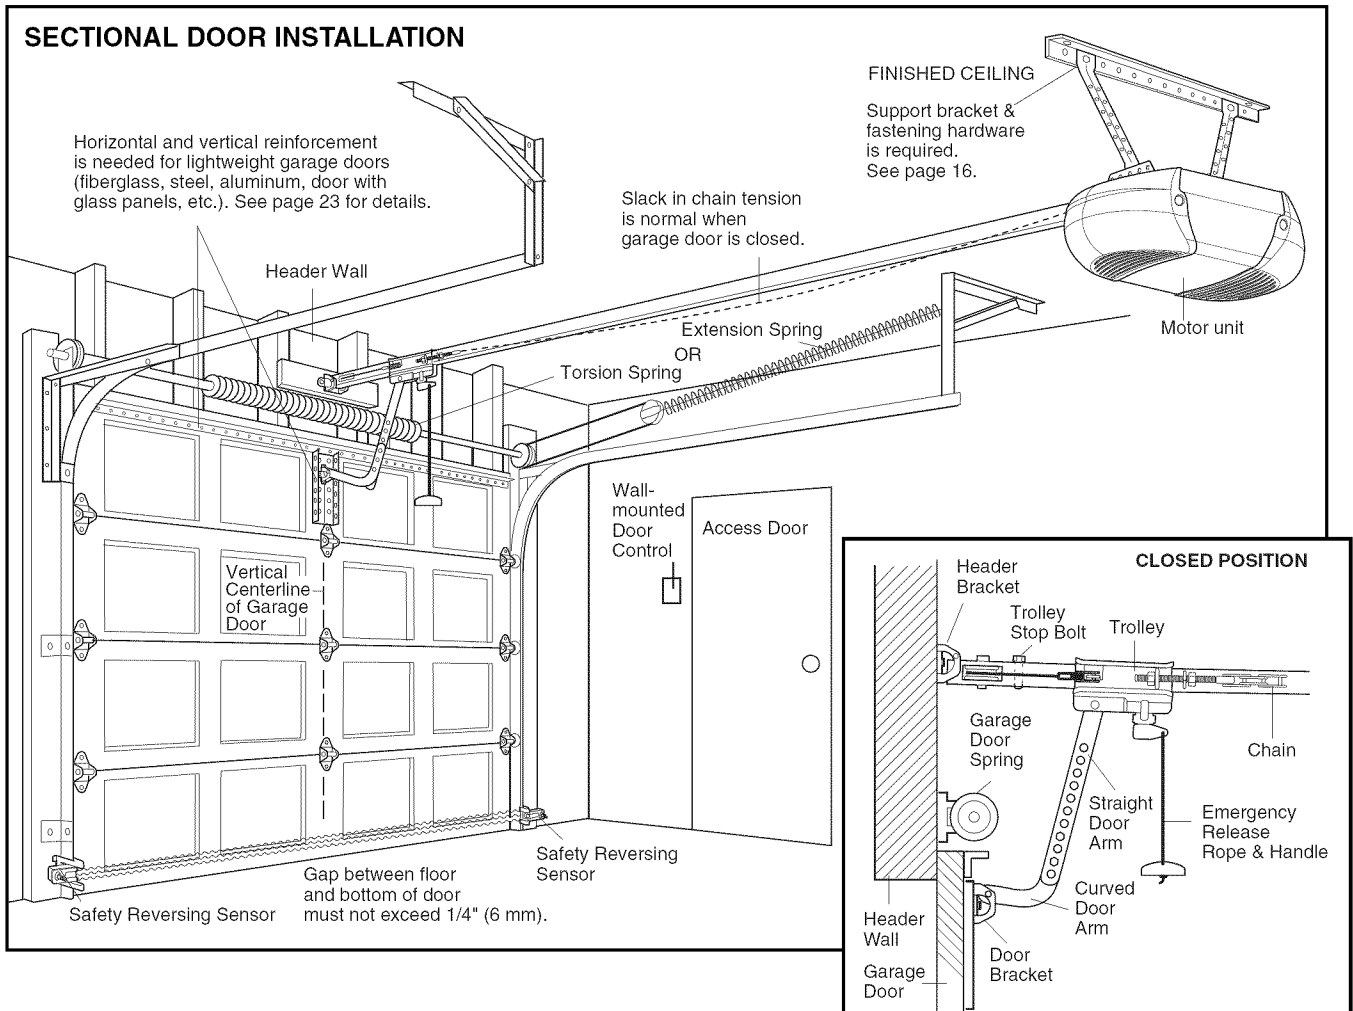 SECTIONAL DOOR INSTALLATION
FINISHED CEILING
Support bracket &
fastening hardware
is required.
See page 16.
Horizontal and vertical reinforcement
is needed for lightweight garage doors
(fiberglass, steel, aluminum, door with
glass panels, etc.). See page 23 for details.
Slack in chain tension
is normal when
garage door is closed.
Header Wall
Motor unit
Extension Spring
OR
Torsion Spring
Wall-
mounted
Door
Control
Access Door
Vertical
Centerline
of Garage
Door
Safety Reversing
Sensor
Gap between floor
and bottom of door
must not exceed 1/4" (6 mm).
Safety Reversing Sensor
CLOSED POSITION
Header
Bracket
Trolley
Stop Bolt
Trolley
Garage
Door
Spring
Chain
Straight
Door
Arm
Emergency
Release
Rope & Handle
Curved
Door
Arm
Header
Wall
Door
Bracket
Garage
Door